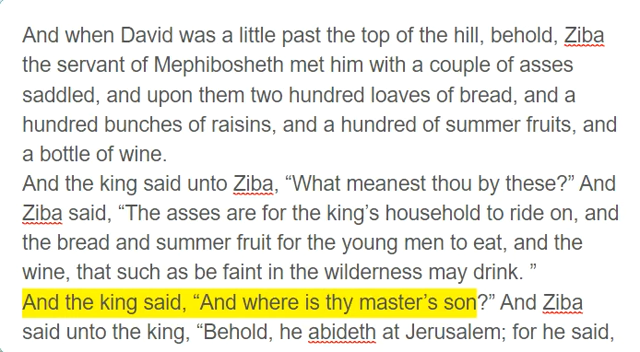 And when David was a little past the top of the hill, behold, Ziba
the servant of Mephibosheth met him with a couple of asses
saddled, and upon them two hundred loaves of bread, and a
hundred bunches of raisins, and a hundred of summer fruits, and
a bottle of wine.
And the king said unto Ziba, “What meanest thou by these?” And
Ziba said, “The asses are for the king’s household to ride on, and
the bread and summer fruit for the young men to eat, and the
wine, that such as be faint in the wilderness may drink. ”
And the king said, “And where is thy master’s son?” And Ziba
said unto the king, “Behold, he abideth at Jerusalem; for he said,